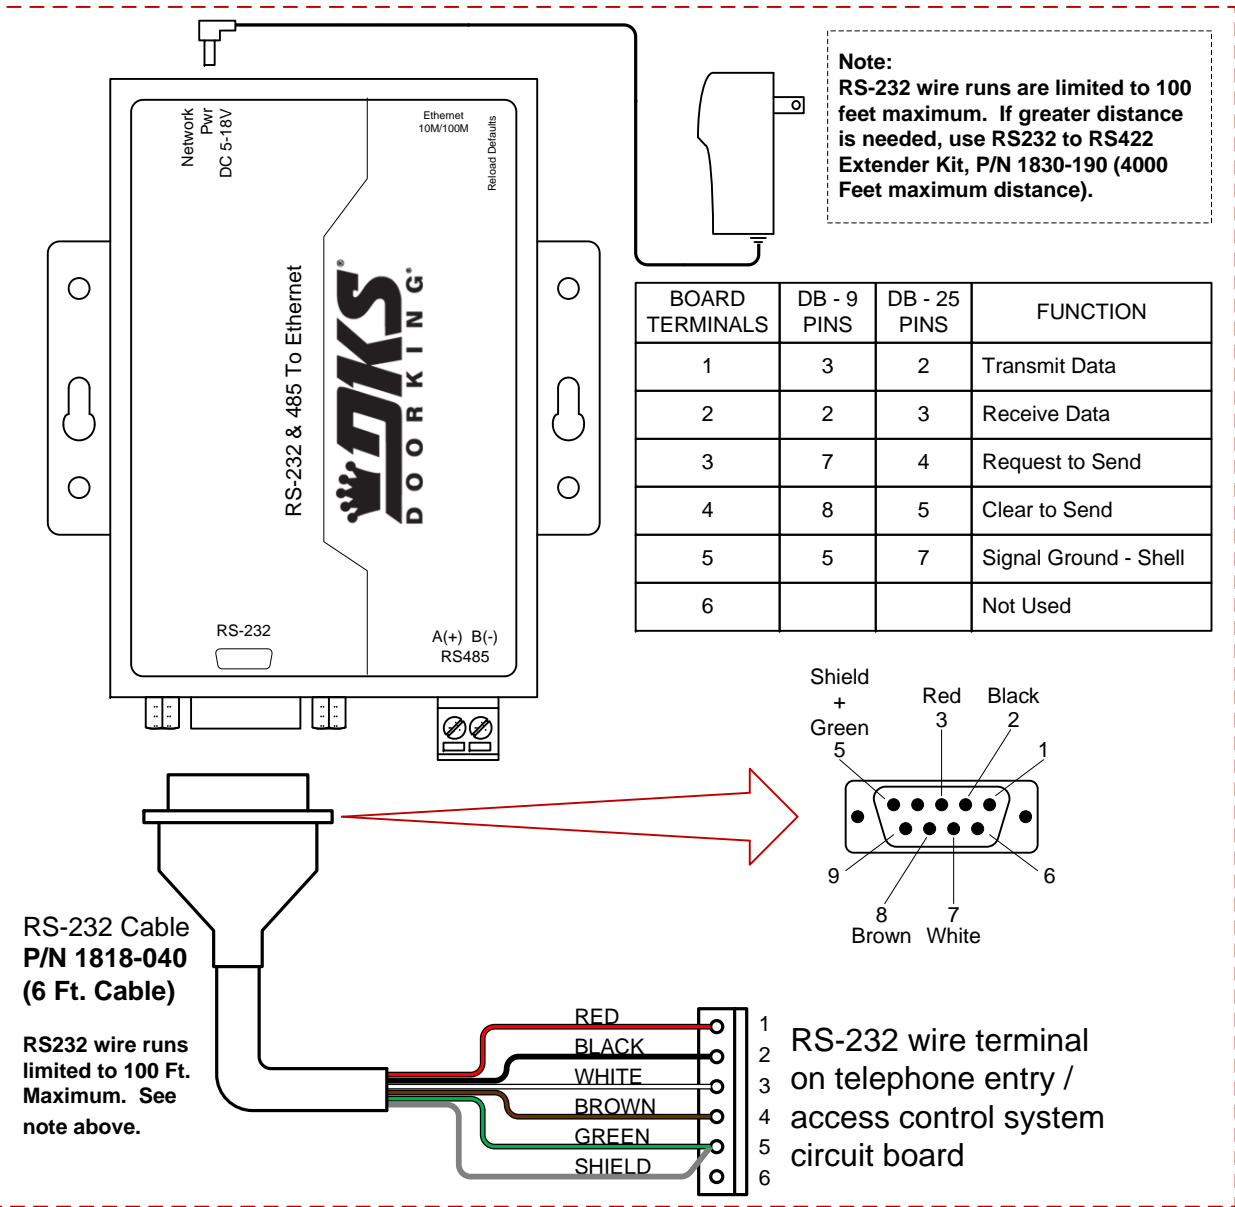 Note:
RS-232 wire runs are limited to 100
feet maximum.  If greater distance
is needed, use RS232 to RS422
Extender Kit, P/N 1830-190 (4000
Feet maximum distance).
Network
Pwr
DC 5-18V
Ethernet
10M/100M
Reload Defaults
RS-232 & 485 To Ethernet
DKS®
DOORKING®
RS-232
A(+)  B(-)
RS485
BOARD TERMINALS  DB - 9 PINS  DB - 25 PINS  FUNCTION
1  3  2  Transmit Data
2  2  3  Receive Data
3  7  4  Request to Send
4  8  5  Clear to Send
5  5  7  Signal Ground - Shell
6  Not Used
Shield
+
Green
5
Red
3
Black
2
1
9
8
Brown
7
White
6
RS-232 Cable
P/N 1818-040
(6 Ft. Cable)
RS232 wire runs
limited to 100 Ft.
Maximum.  See
note above.
RED  1
BLACK  2
WHITE  3
BROWN  4
GREEN  5
SHIELD  6
RS-232 wire terminal
on telephone entry /
access control system
circuit board